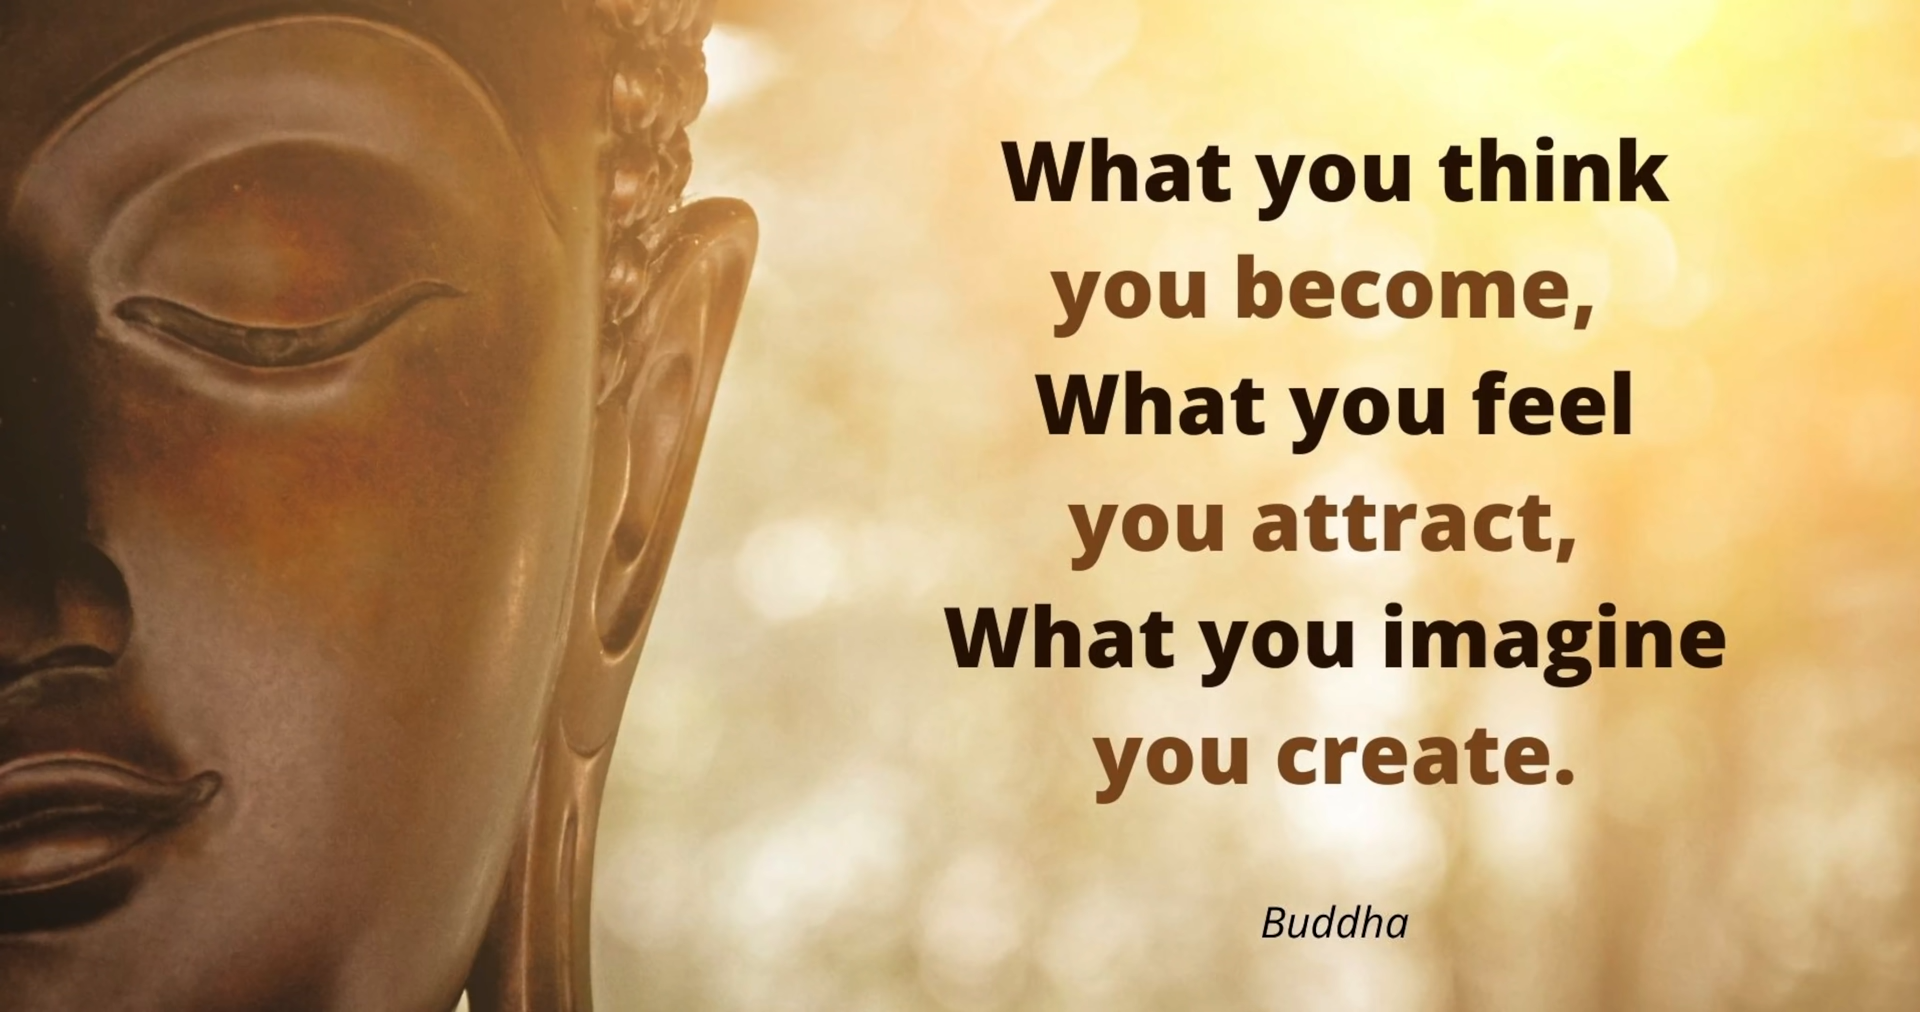 What you think
you become,
What you feel
you attract,
What you imagine
you create.
Buddha